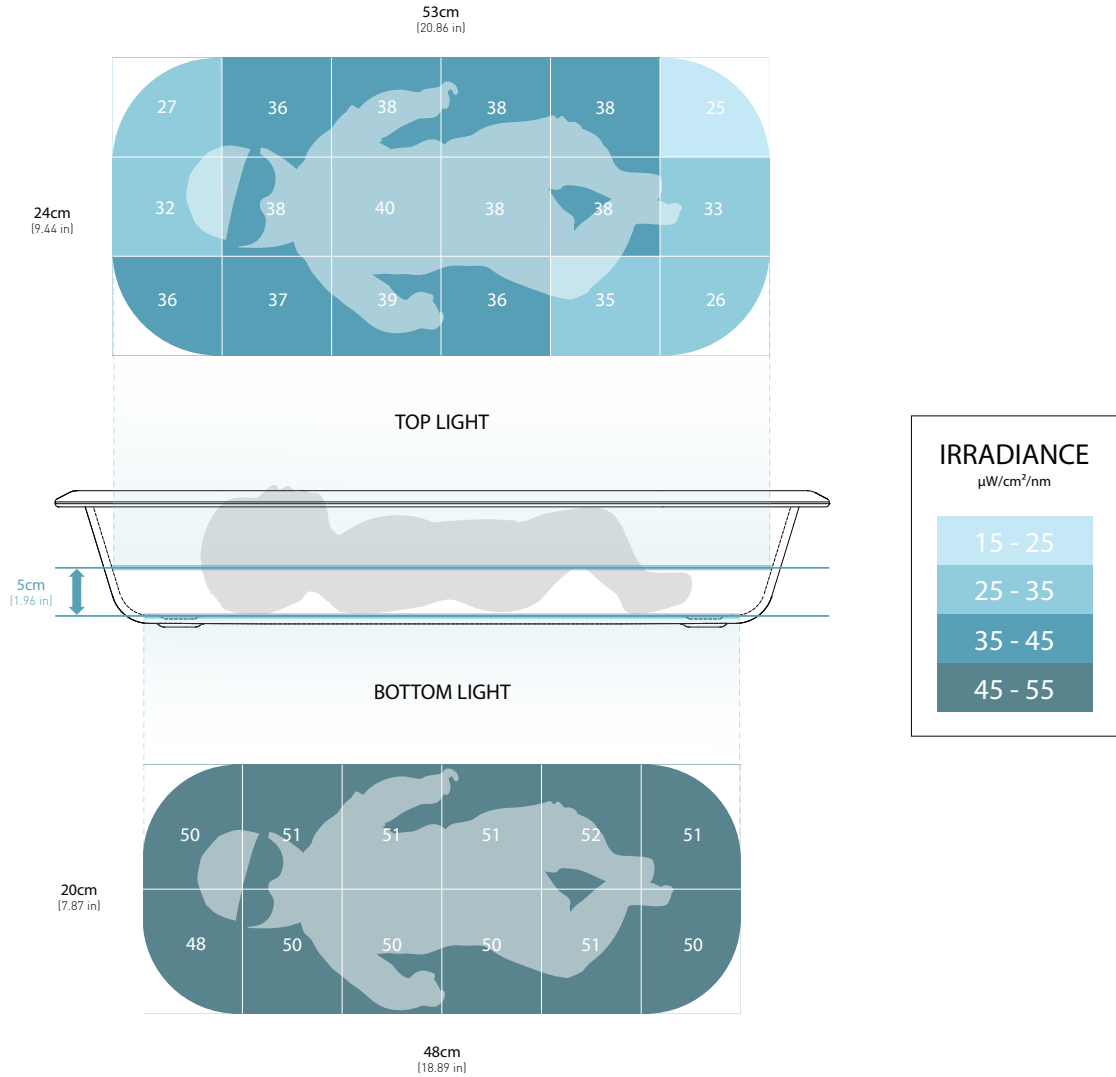 53cm
(20.86 in)
27 36 38 38 38 25
24cm
(9.44 in)
32 38 40 38 38 33
36 37 39 36 35 26
TOP LIGHT
IRRADIANCE
µW/cm²/nm
15 - 25
25 - 35
35 - 45
45 - 55
5cm
(1.96 in)
BOTTOM LIGHT
50 51 51 51 52 51
20cm
(7.87 in)
48 50 50 50 51 50
48cm
(18.89 in)